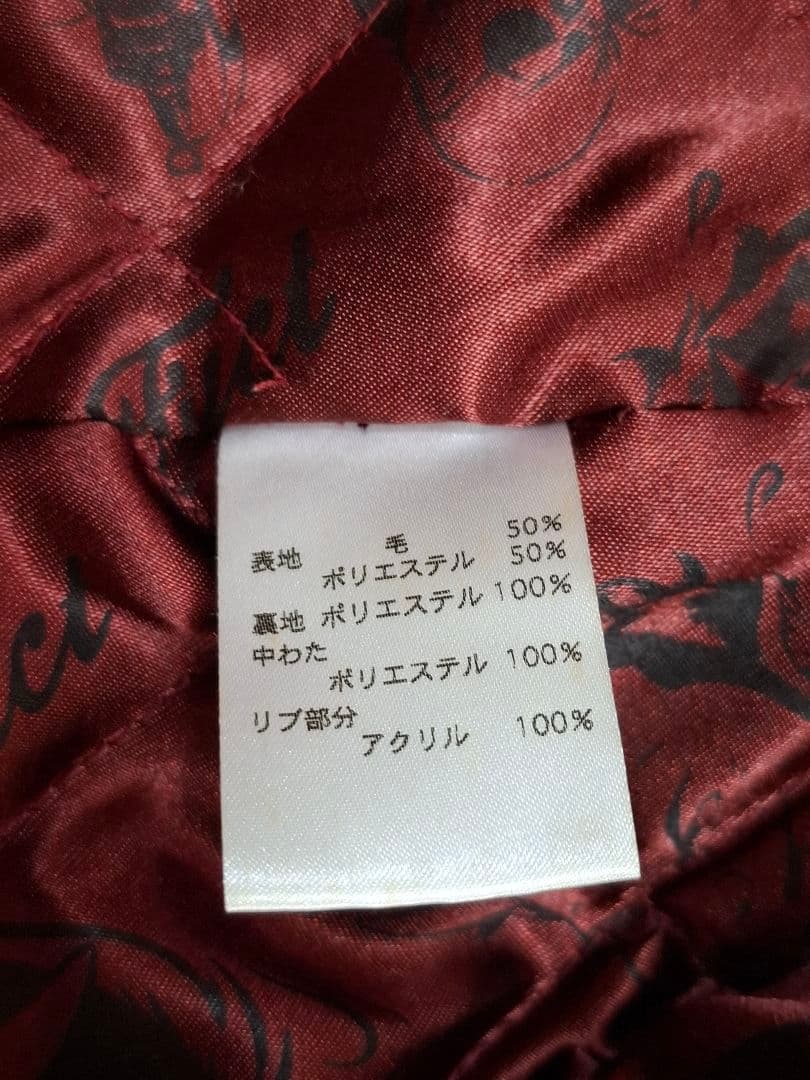 Fuct
毛 50%
表地 ポリエステル 50%
裏地 ポリエステル 100%
中わた
ポリエステル 100%
リブ部分
アクリル 100%